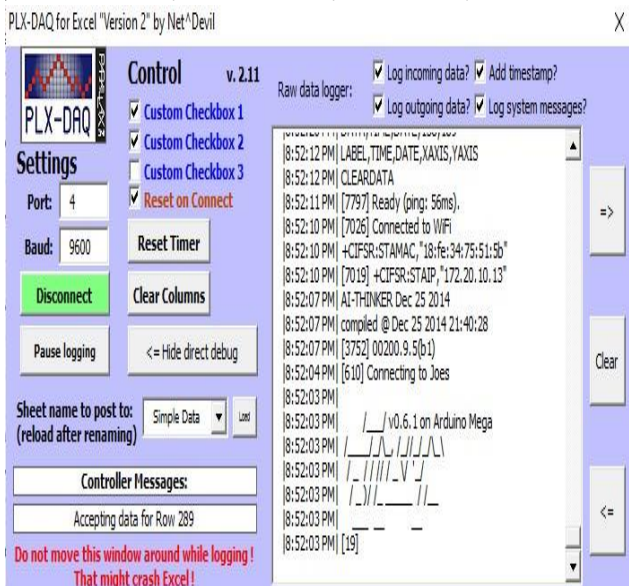 PLX-DAQ for Excel "Version 2" by Net^Devil
X
PLX-DAQ
PARALLAX
Control v. 2.11
Custom Checkbox 1
Custom Checkbox 2
Custom Checkbox 3
Reset on Connect
Settings
Port: 4
Baud: 9600
Reset Timer
Disconnect
Clear Columns
Pause logging
<= Hide direct debug
Sheet name to post to:
(reload after renaming)
Simple Data
Load
Controller Messages:
Accepting data for Row 289
Do not move this window around while logging !
That might crash Excel !
Raw data logger:
Log incoming data? Add timestamp?
Log outgoing data? Log system messages?
|8:52:12 PM| LABEL,TIME,DATE,XAXIS,YAXIS
|8:52:12 PM| CLEARDATA
|8:52:11 PM| [7797] Ready (ping: 56ms).
|8:52:10 PM| [7026] Connected to WiFi
|8:52:10 PM| +CIFSR:STAMAC,"18:fe:34:75:51:5b"
|8:52:10 PM| [7019] +CIFSR:STAIP,"172.20.10.13"
|8:52:07 PM| AI-THINKER Dec 25 2014
|8:52:07 PM| compiled @ Dec 25 2014 21:40:28
|8:52:07 PM| [3752] 00200.9.5(b1)
|8:52:04 PM| [610] Connecting to Joes
|8:52:03 PM|
|8:52:03 PM| /___/ v0.6.1 on Arduino Mega
|8:52:03 PM|
|8:52:03 PM|
|8:52:03 PM|
|8:52:03 PM|
|8:52:03 PM| [19]
=>
Clear
<=